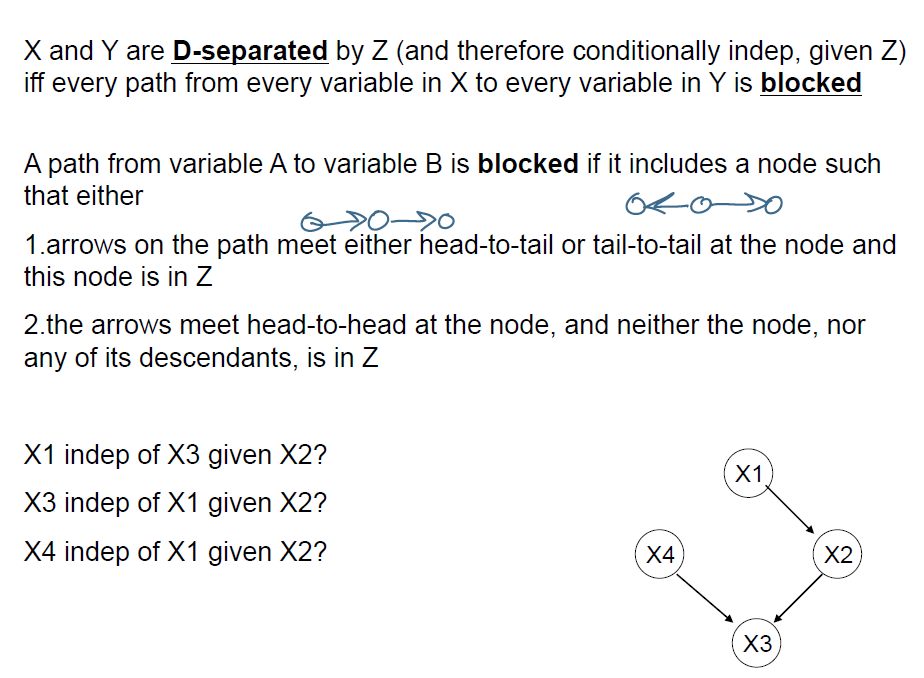 X and Y are D-separated by Z (and therefore conditionally indep, given Z)
iff every path from every variable in X to every variable in Y is blocked
A path from variable A to variable B is blocked if it includes a node such
that either
1.arrows on the path meet either head-to-tail or tail-to-tail at the node and
this node is in Z
2.the arrows meet head-to-head at the node, and neither the node, nor
any of its descendants, is in Z
X1 indep of X3 given X2?
X3 indep of X1 given X2?
X4 indep of X1 given X2?
X1
X4
X2
X3